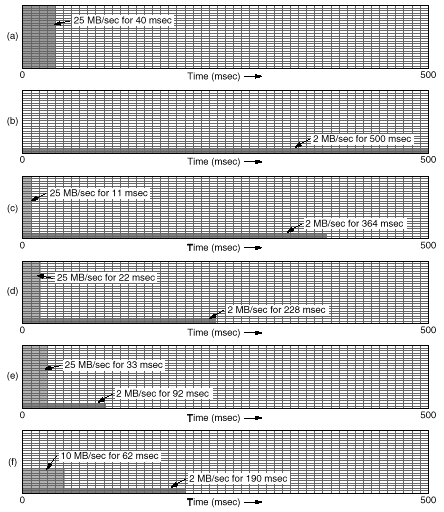 (a)
25 MB/sec for 40 msec
0 Time (msec) 500
(b)
2 MB/sec for 500 msec
0 Time (msec) 500
(c)
25 MB/sec for 11 msec
2 MB/sec for 364 msec
0 Time (msec) 500
(d)
25 MB/sec for 22 msec
2 MB/sec for 228 msec
0 Time (msec) 500
(e)
25 MB/sec for 33 msec
2 MB/sec for 92 msec
0 Time (msec) 500
(f)
10 MB/sec for 62 msec
2 MB/sec for 190 msec
0 Time (msec) 500